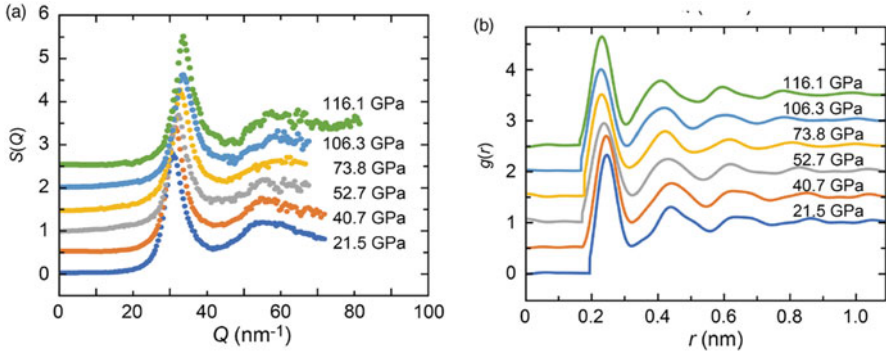 (a)
6
5
4
3
2
1
0
S(Q)
116.1 GPa
106.3 GPa
73.8 GPa
52.7 GPa
40.7 GPa
21.5 GPa
0 20 40 60 80 100
Q (nm-1)
(b)
4
3
2
1
0
g(r)
116.1 GPa
106.3 GPa
73.8 GPa
52.7 GPa
40.7 GPa
21.5 GPa
0 0.2 0.4 0.6 0.8 1.0
r (nm)